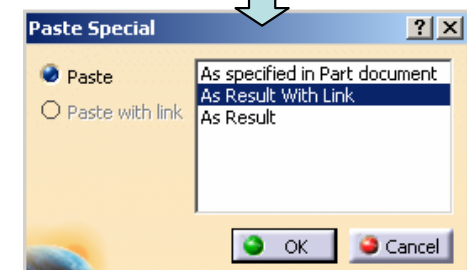 Paste Special
Paste
Paste with link
As specified in Part document
As Result With Link
As Result
OK
Cancel